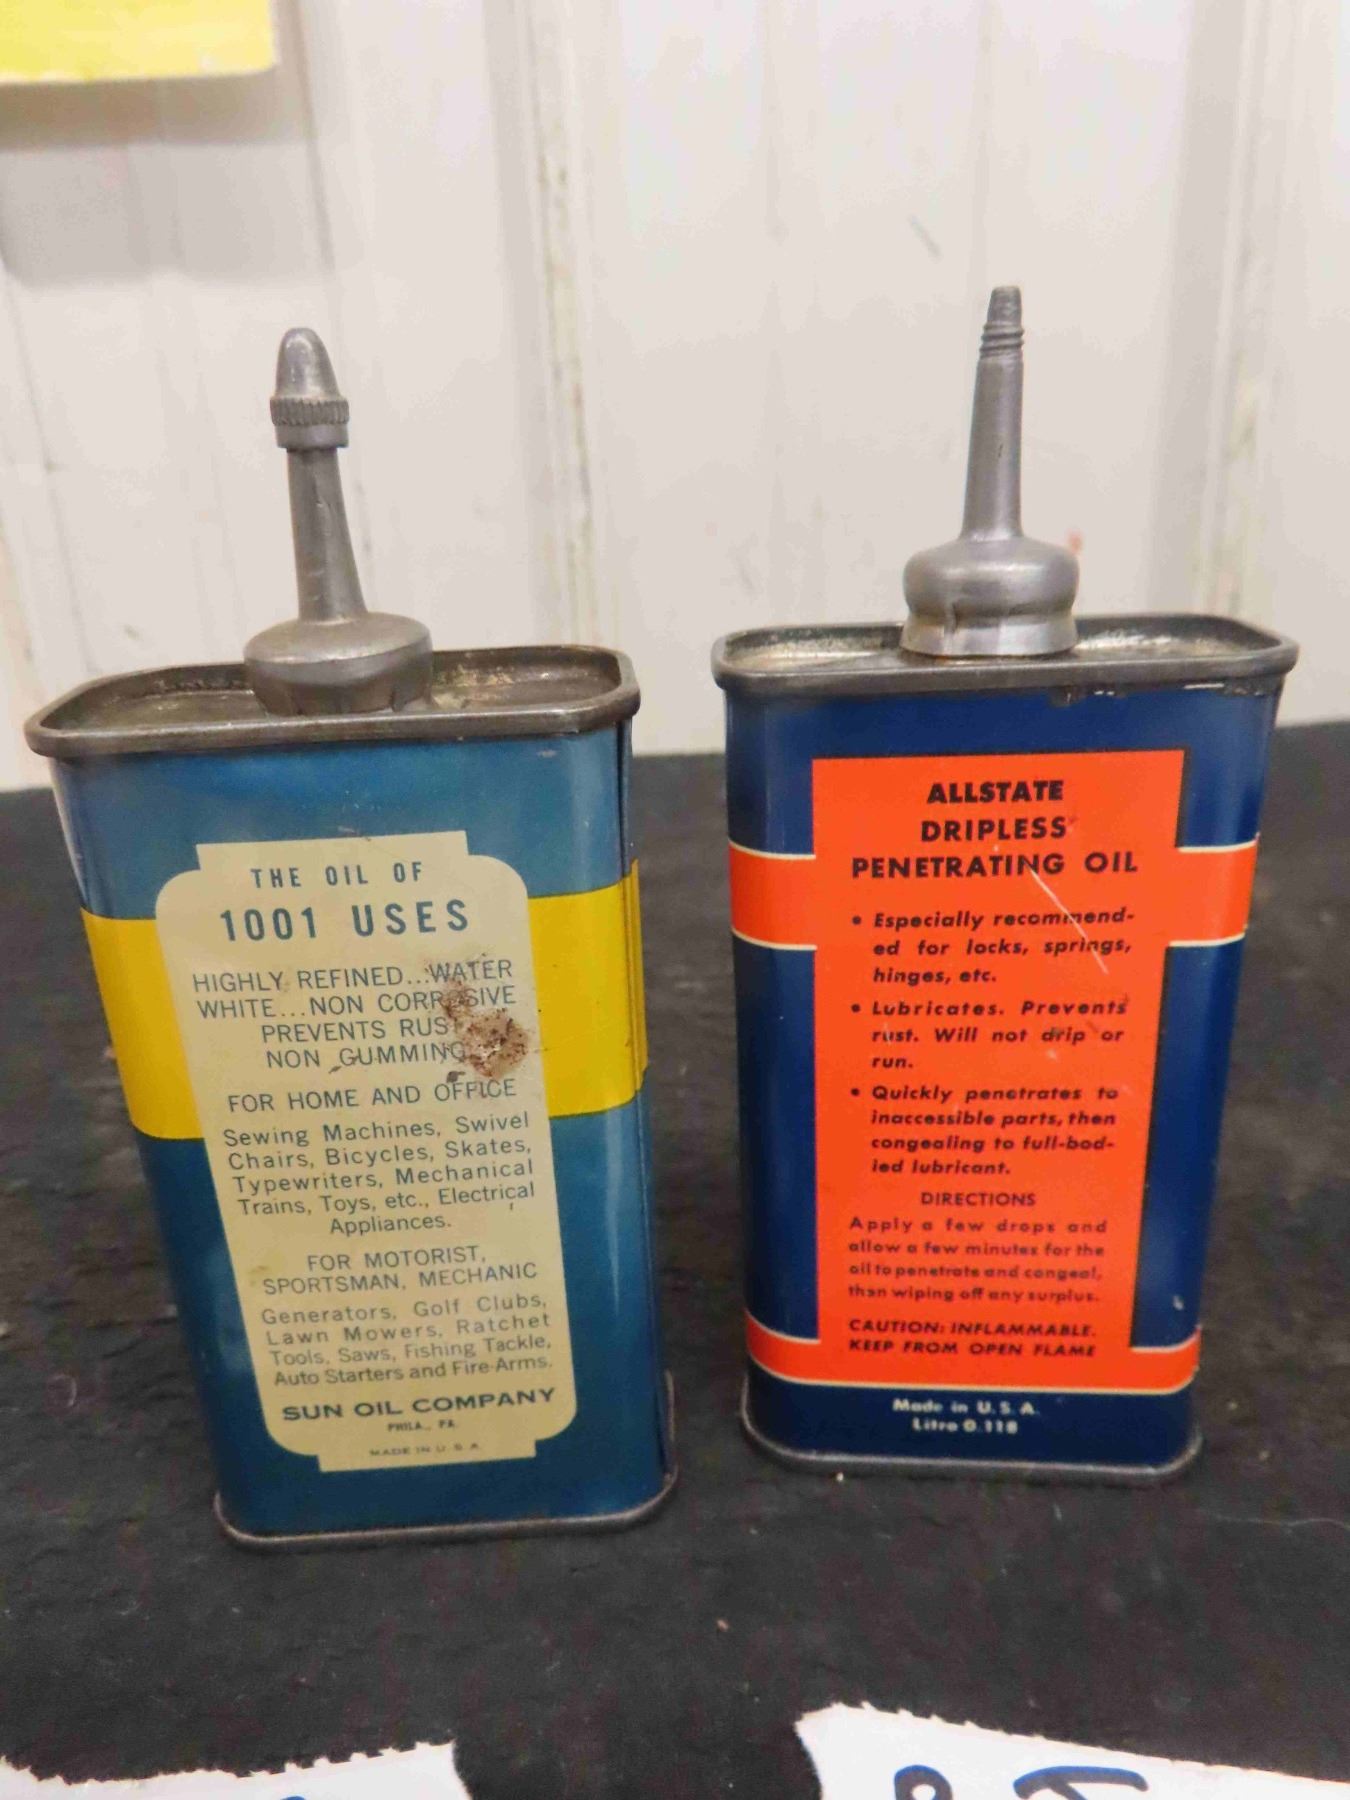 THE OIL OF
1001 USES
HIGHLY REFINED...WATER
WHITE...NON CORROSIVE
PREVENTS RUST
NON GUMMING
FOR HOME AND OFFICE
Sewing Machines, Swivel
Chairs, Bicycles, Skates,
Typewriters, Mechanical
Trains, Toys, etc., Electrical
Appliances.
FOR MOTORIST,
SPORTSMAN, MECHANIC
Generators, Golf Clubs,
Lawn Mowers, Ratchet
Tools, Saws, Fishing Tackle,
Auto Starters and Fire-Arms.
SUN OIL COMPANY
PHILA., PA.
MADE IN U.S.A.
ALLSTATE
DRIPLESS
PENETRATING OIL
• Especially recommend-
ed for locks, springs,
hinges, etc.
• Lubricates. Prevents
rust. Will not drip or
run.
• Quickly penetrates to
inaccessible parts, then
congealing to full-bod-
ied lubricant.
DIRECTIONS
Apply a few drops and
allow a few minutes for the
oil to penetrate and congeal,
then wiping off any surplus.
CAUTION: INFLAMMABLE.
KEEP FROM OPEN FLAME
Made in U.S.A.
Litro 0.118